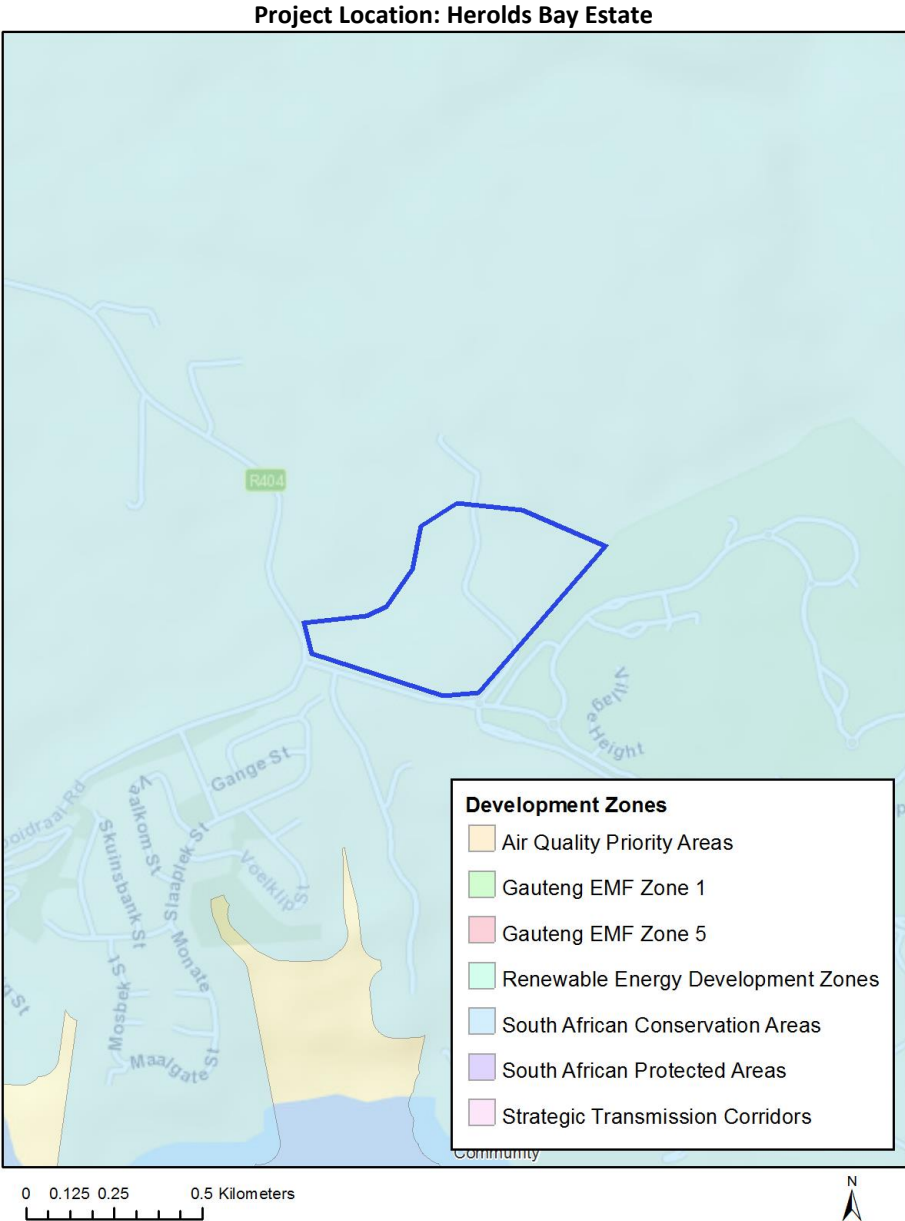 Project Location: Herolds Bay Estate
R404
Village Height
Gange St
ooidraai Rd
Vaalkom St
Skuinsbank St
Slaaplek St
Voelklip St
Monate
Mosbek St
Maalgate St
g St
Development Zones
Air Quality Priority Areas
Gauteng EMF Zone 1
Gauteng EMF Zone 5
Renewable Energy Development Zones
South African Conservation Areas
South African Protected Areas
Strategic Transmission Corridors
Community
0 0.125 0.25 0.5 Kilometers
N